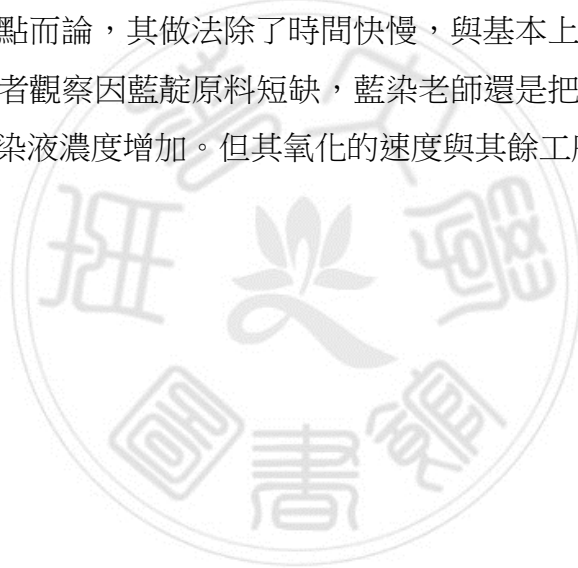 點而論，其做法除了時間快慢，與基本上
者觀察因藍靛原料短缺，藍染老師還是把
染液濃度增加。但其氧化的速度與其餘工
書